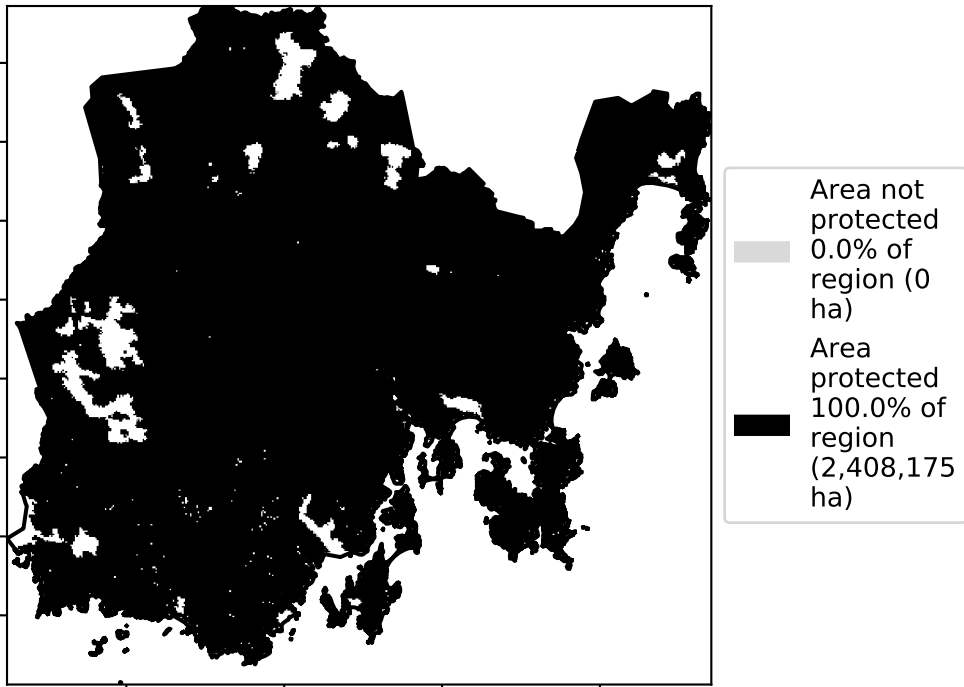 Area not
protected
0.0% of
region (0
ha)
Area
protected
100.0% of
region
(2,408,175
ha)